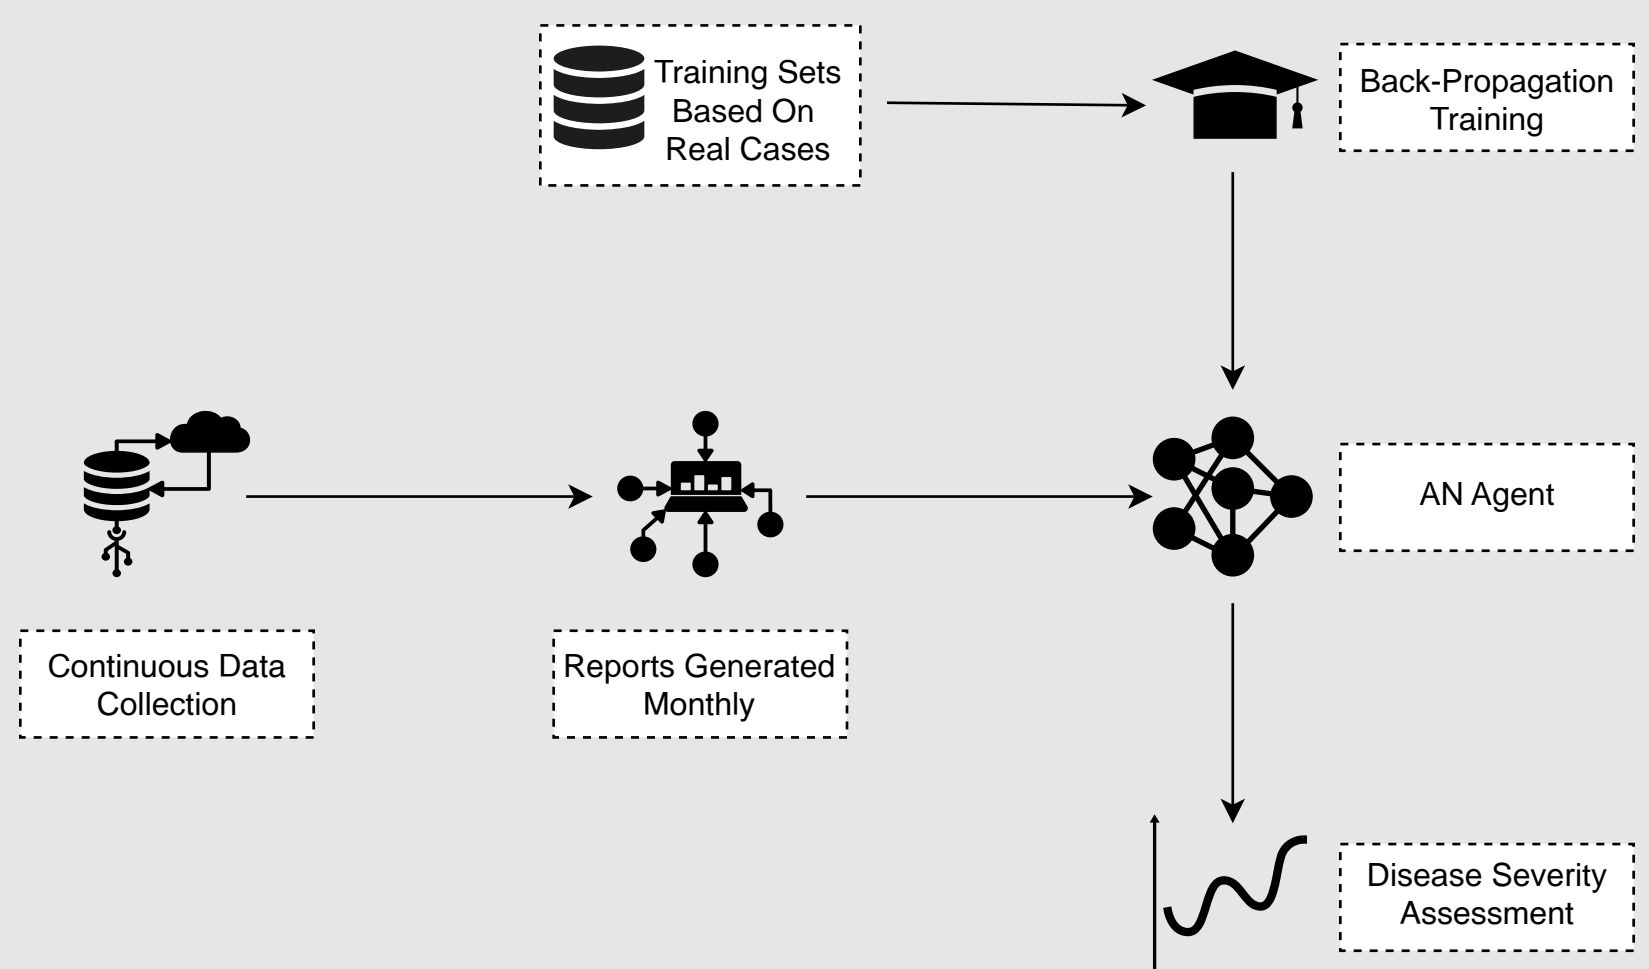 Training Sets
Based On
Real Cases
Back-Propagation
Training
AN Agent
Continuous Data
Collection
Reports Generated
Monthly
Disease Severity
Assessment